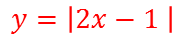 y = |2x − 1 |